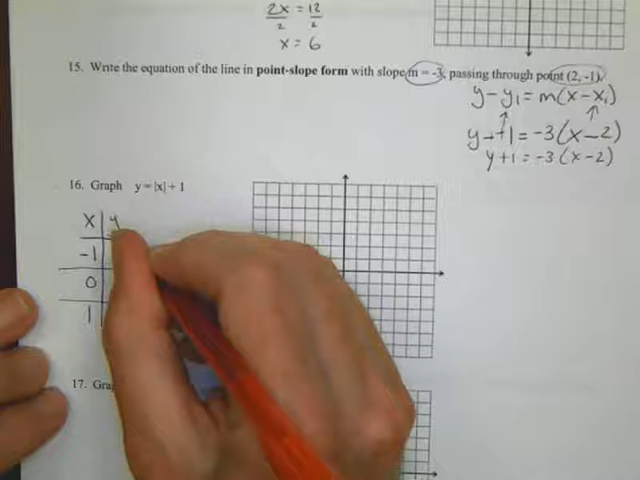 2x = 12
2 2
x = 6
15. Write the equation of the line in point-slope form with slope m = -3, passing through point (2, -1).
y - y₁ = m(x - x₁)
y - +1 = -3(x - 2)
y + 1 = -3(x - 2)
16. Graph y = |x| + 1
x y
-1
0
1
17.